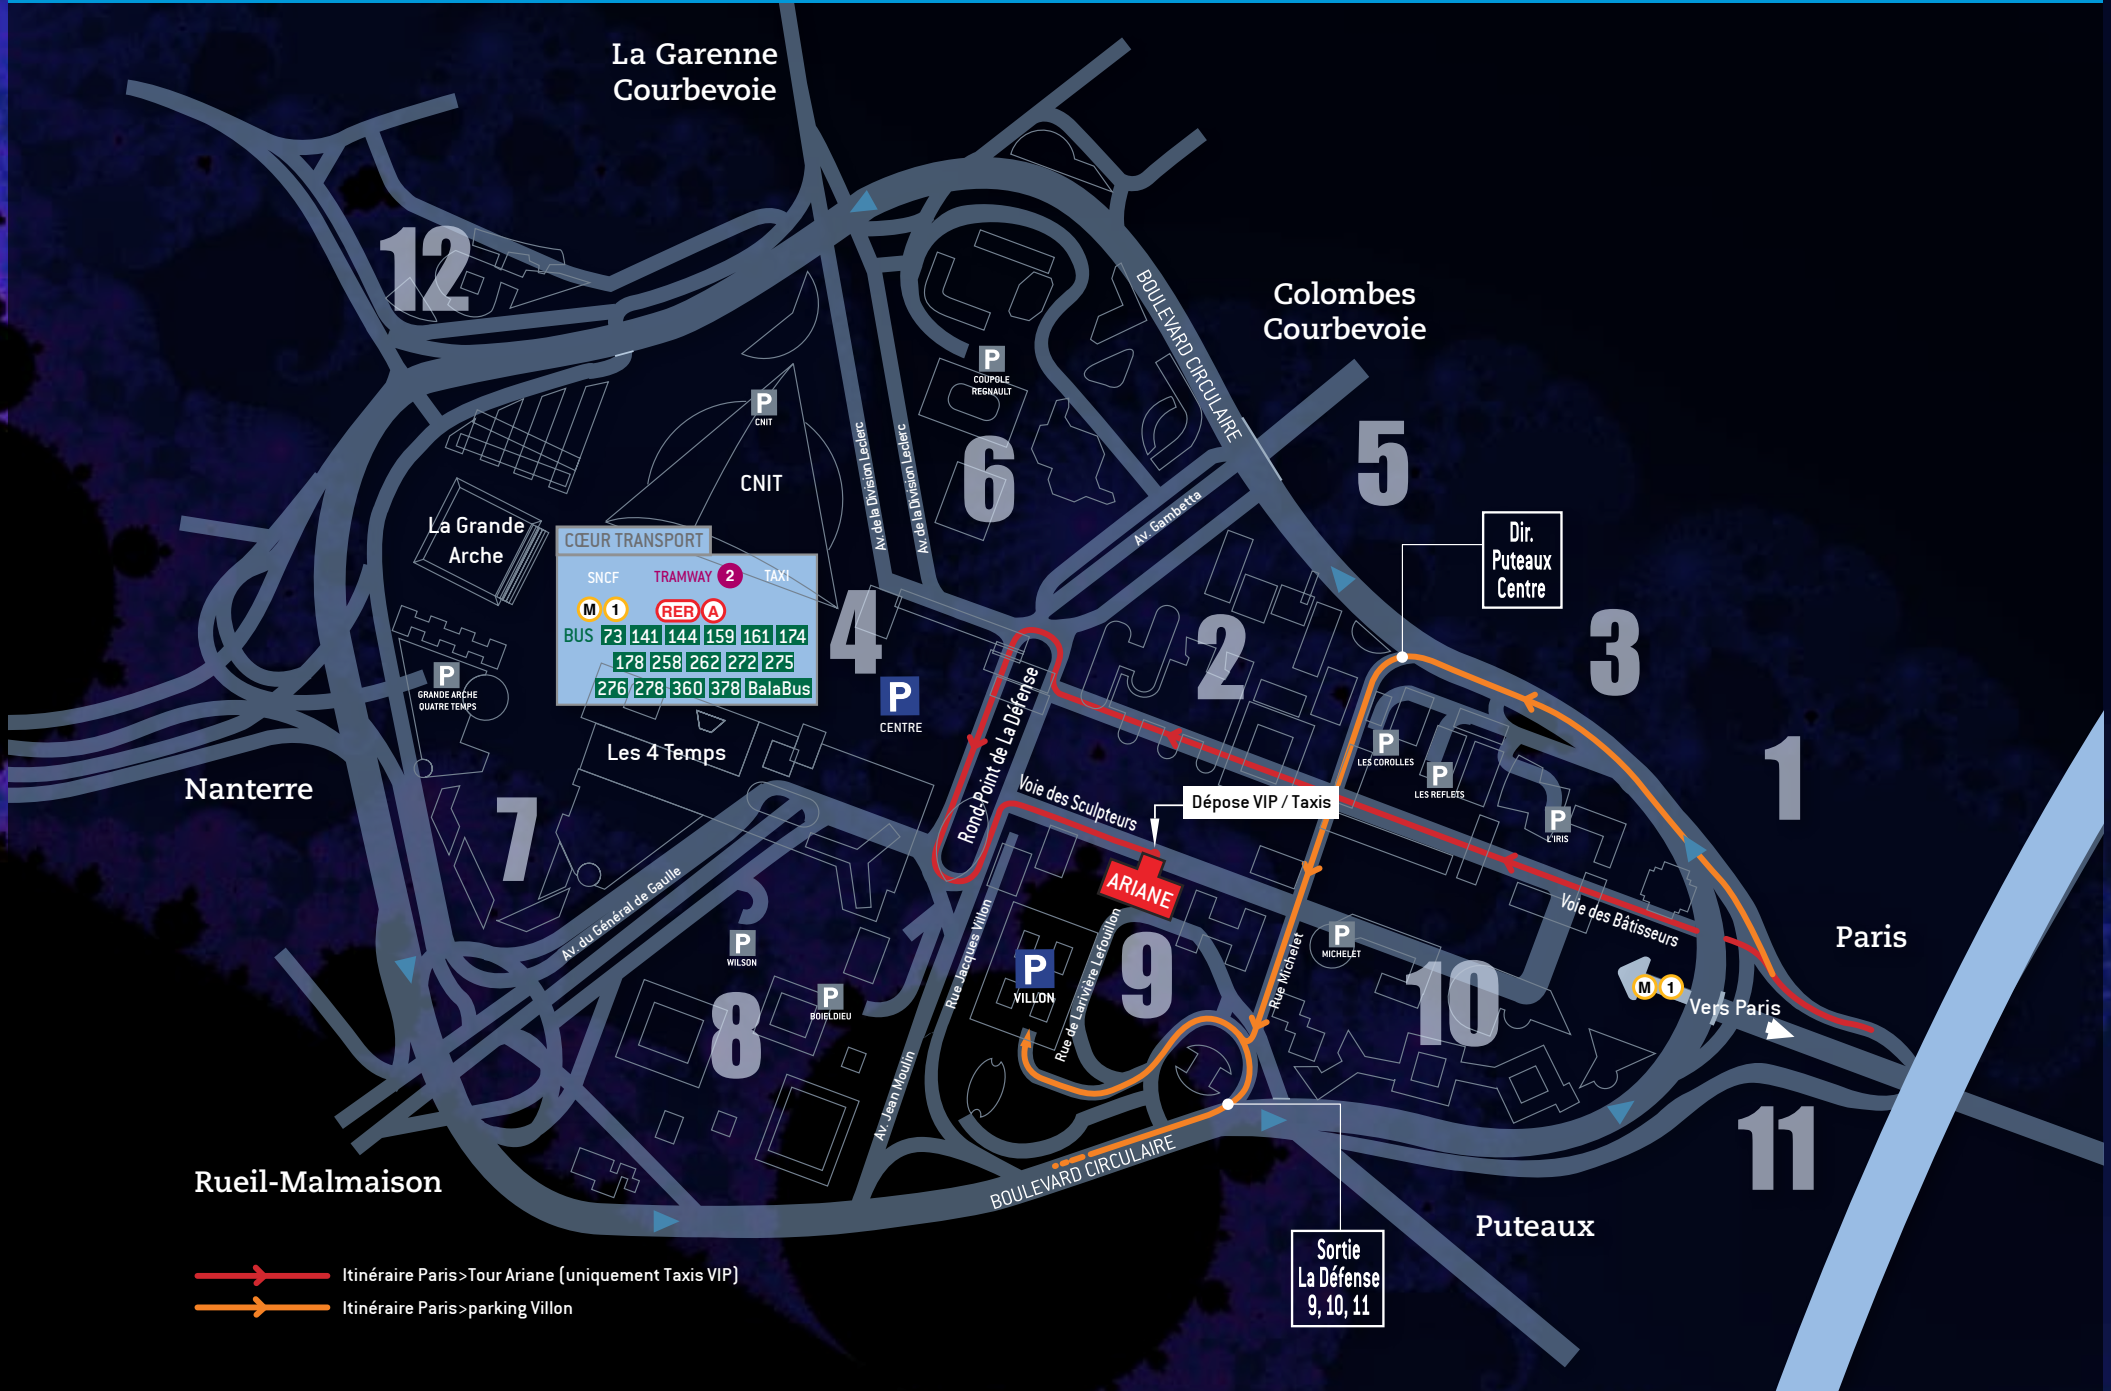 La Garenne
Courbevoie
12
Colombes
Courbevoie
BOULEVARD CIRCULAIRE
P
COUPOLE
REGNAULT
P
CNIT
CNIT
Av. de la Division Leclerc
Av. de la Division Leclerc
6
5
Av. Gambetta
La Grande
Arche
CŒUR TRANSPORT
SNCF
TRAMWAY 2
TAXI
M 1
RER A
BUS 73 141 144 159 161 174
178 258 262 272 275
276 278 360 378 BalaBus
Dir.
Puteaux
Centre
4
2
3
P
GRANDE ARCHE
QUATRE TEMPS
P
CENTRE
Les 4 Temps
Rond-Point de La Défense
P
LES COROLLES
P
LES REFLETS
P
L'IRIS
1
Nanterre
7
Voie des Sculpteurs
Dépose VIP / Taxis
ARIANE
Av. du Général de Gaulle
Voie des Bâtisseurs
Paris
P
WILSON
P
BOIELDIEU
8
Rue Jacques Villon
P
VILLON
Rue de Larivière Lefoullon
9
Rue Michelet
P
MICHELET
10
M 1
Vers Paris
Av. Jean Moulin
BOULEVARD CIRCULAIRE
11
Rueil-Malmaison
Puteaux
Sortie
La Défense
9, 10, 11
Itinéraire Paris>Tour Ariane (uniquement Taxis VIP)
Itinéraire Paris>parking Villon